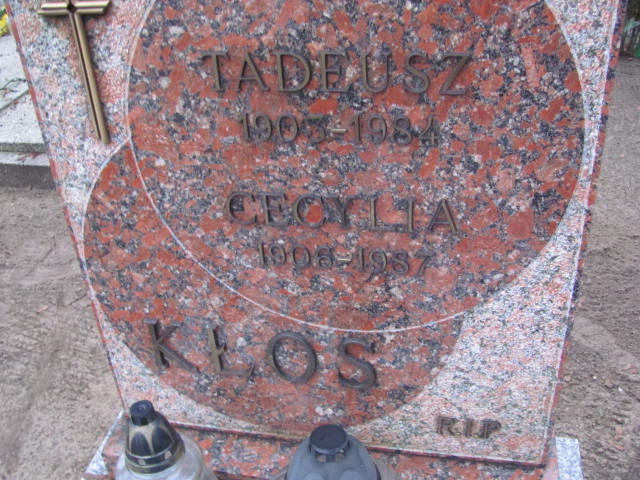 TADEUSZ
1903-1984
CECYLIA
1906-1987
KŁOS
R.I.P